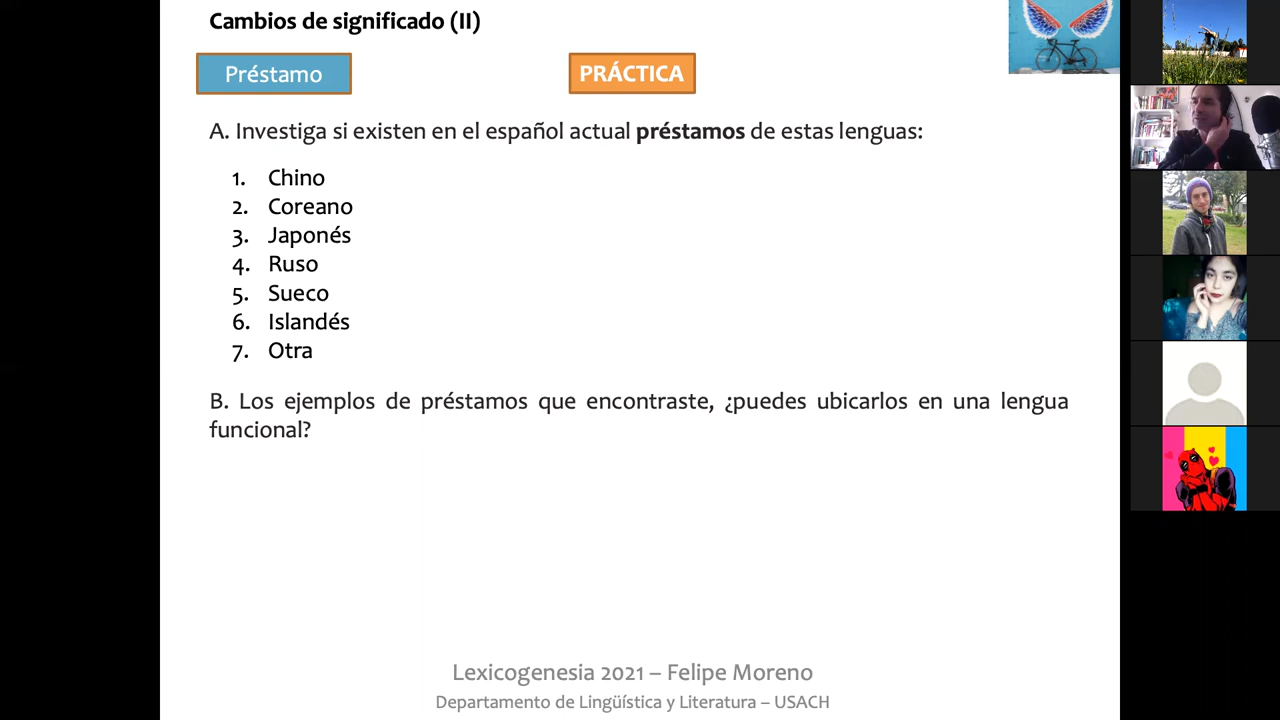 Cambios de significado (II)
Préstamo
PRÁCTICA
A. Investiga si existen en el español actual préstamos de estas lenguas:
1. Chino
2. Coreano
3. Japonés
4. Ruso
5. Sueco
6. Islandés
7. Otra
B. Los ejemplos de préstamos que encontraste, ¿puedes ubicarlos en una lengua
funcional?
Lexicogenesia 2021 – Felipe Moreno
Departamento de Lingüística y Literatura – USACH